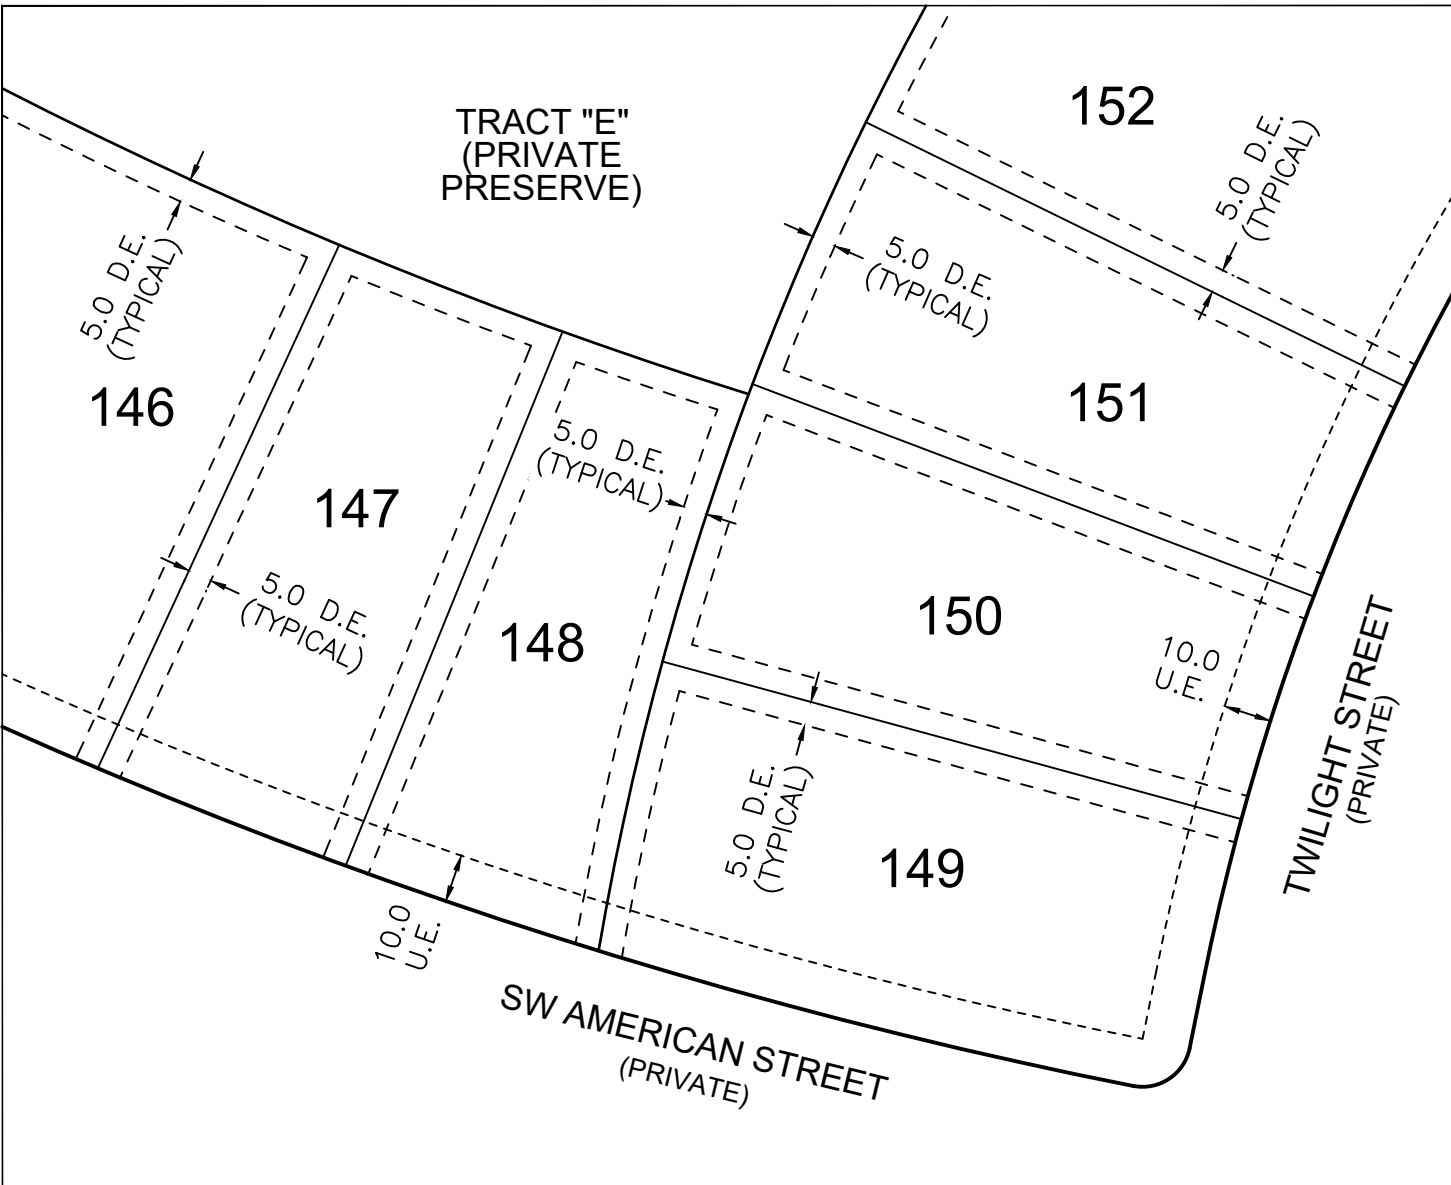 TRACT "E"
(PRIVATE
PRESERVE)
152
5.0 D.E.
(TYPICAL)
5.0 D.E.
(TYPICAL)
5.0 D.E.
(TYPICAL)
146
151
5.0 D.E.
(TYPICAL)
147
5.0 D.E.
(TYPICAL)
148
150
10.0
U.E.
TWILIGHT STREET
(PRIVATE)
5.0 D.E.
(TYPICAL)
149
10.0
U.E.
SW AMERICAN STREET
(PRIVATE)